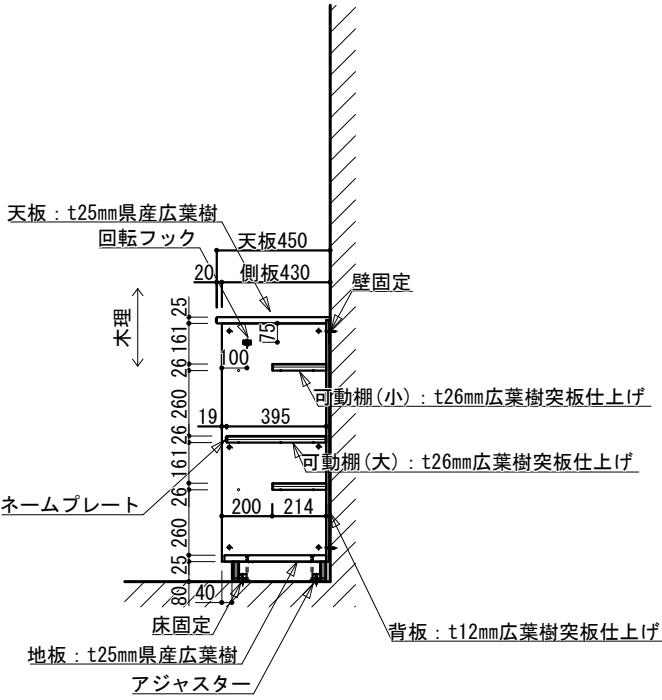 天板：t25mm県産広葉樹
回転フック
天板450
20
側板430
壁固定
木理
25
75
161
100
26
可動棚(小)：t26mm広葉樹突板仕上げ
260
19
395
26
可動棚(大)：t26mm広葉樹突板仕上げ
161
26
ネームプレート
200
214
260
25
80
40
床固定
背板：t12mm広葉樹突板仕上げ
地板：t25mm県産広葉樹
アジャスター